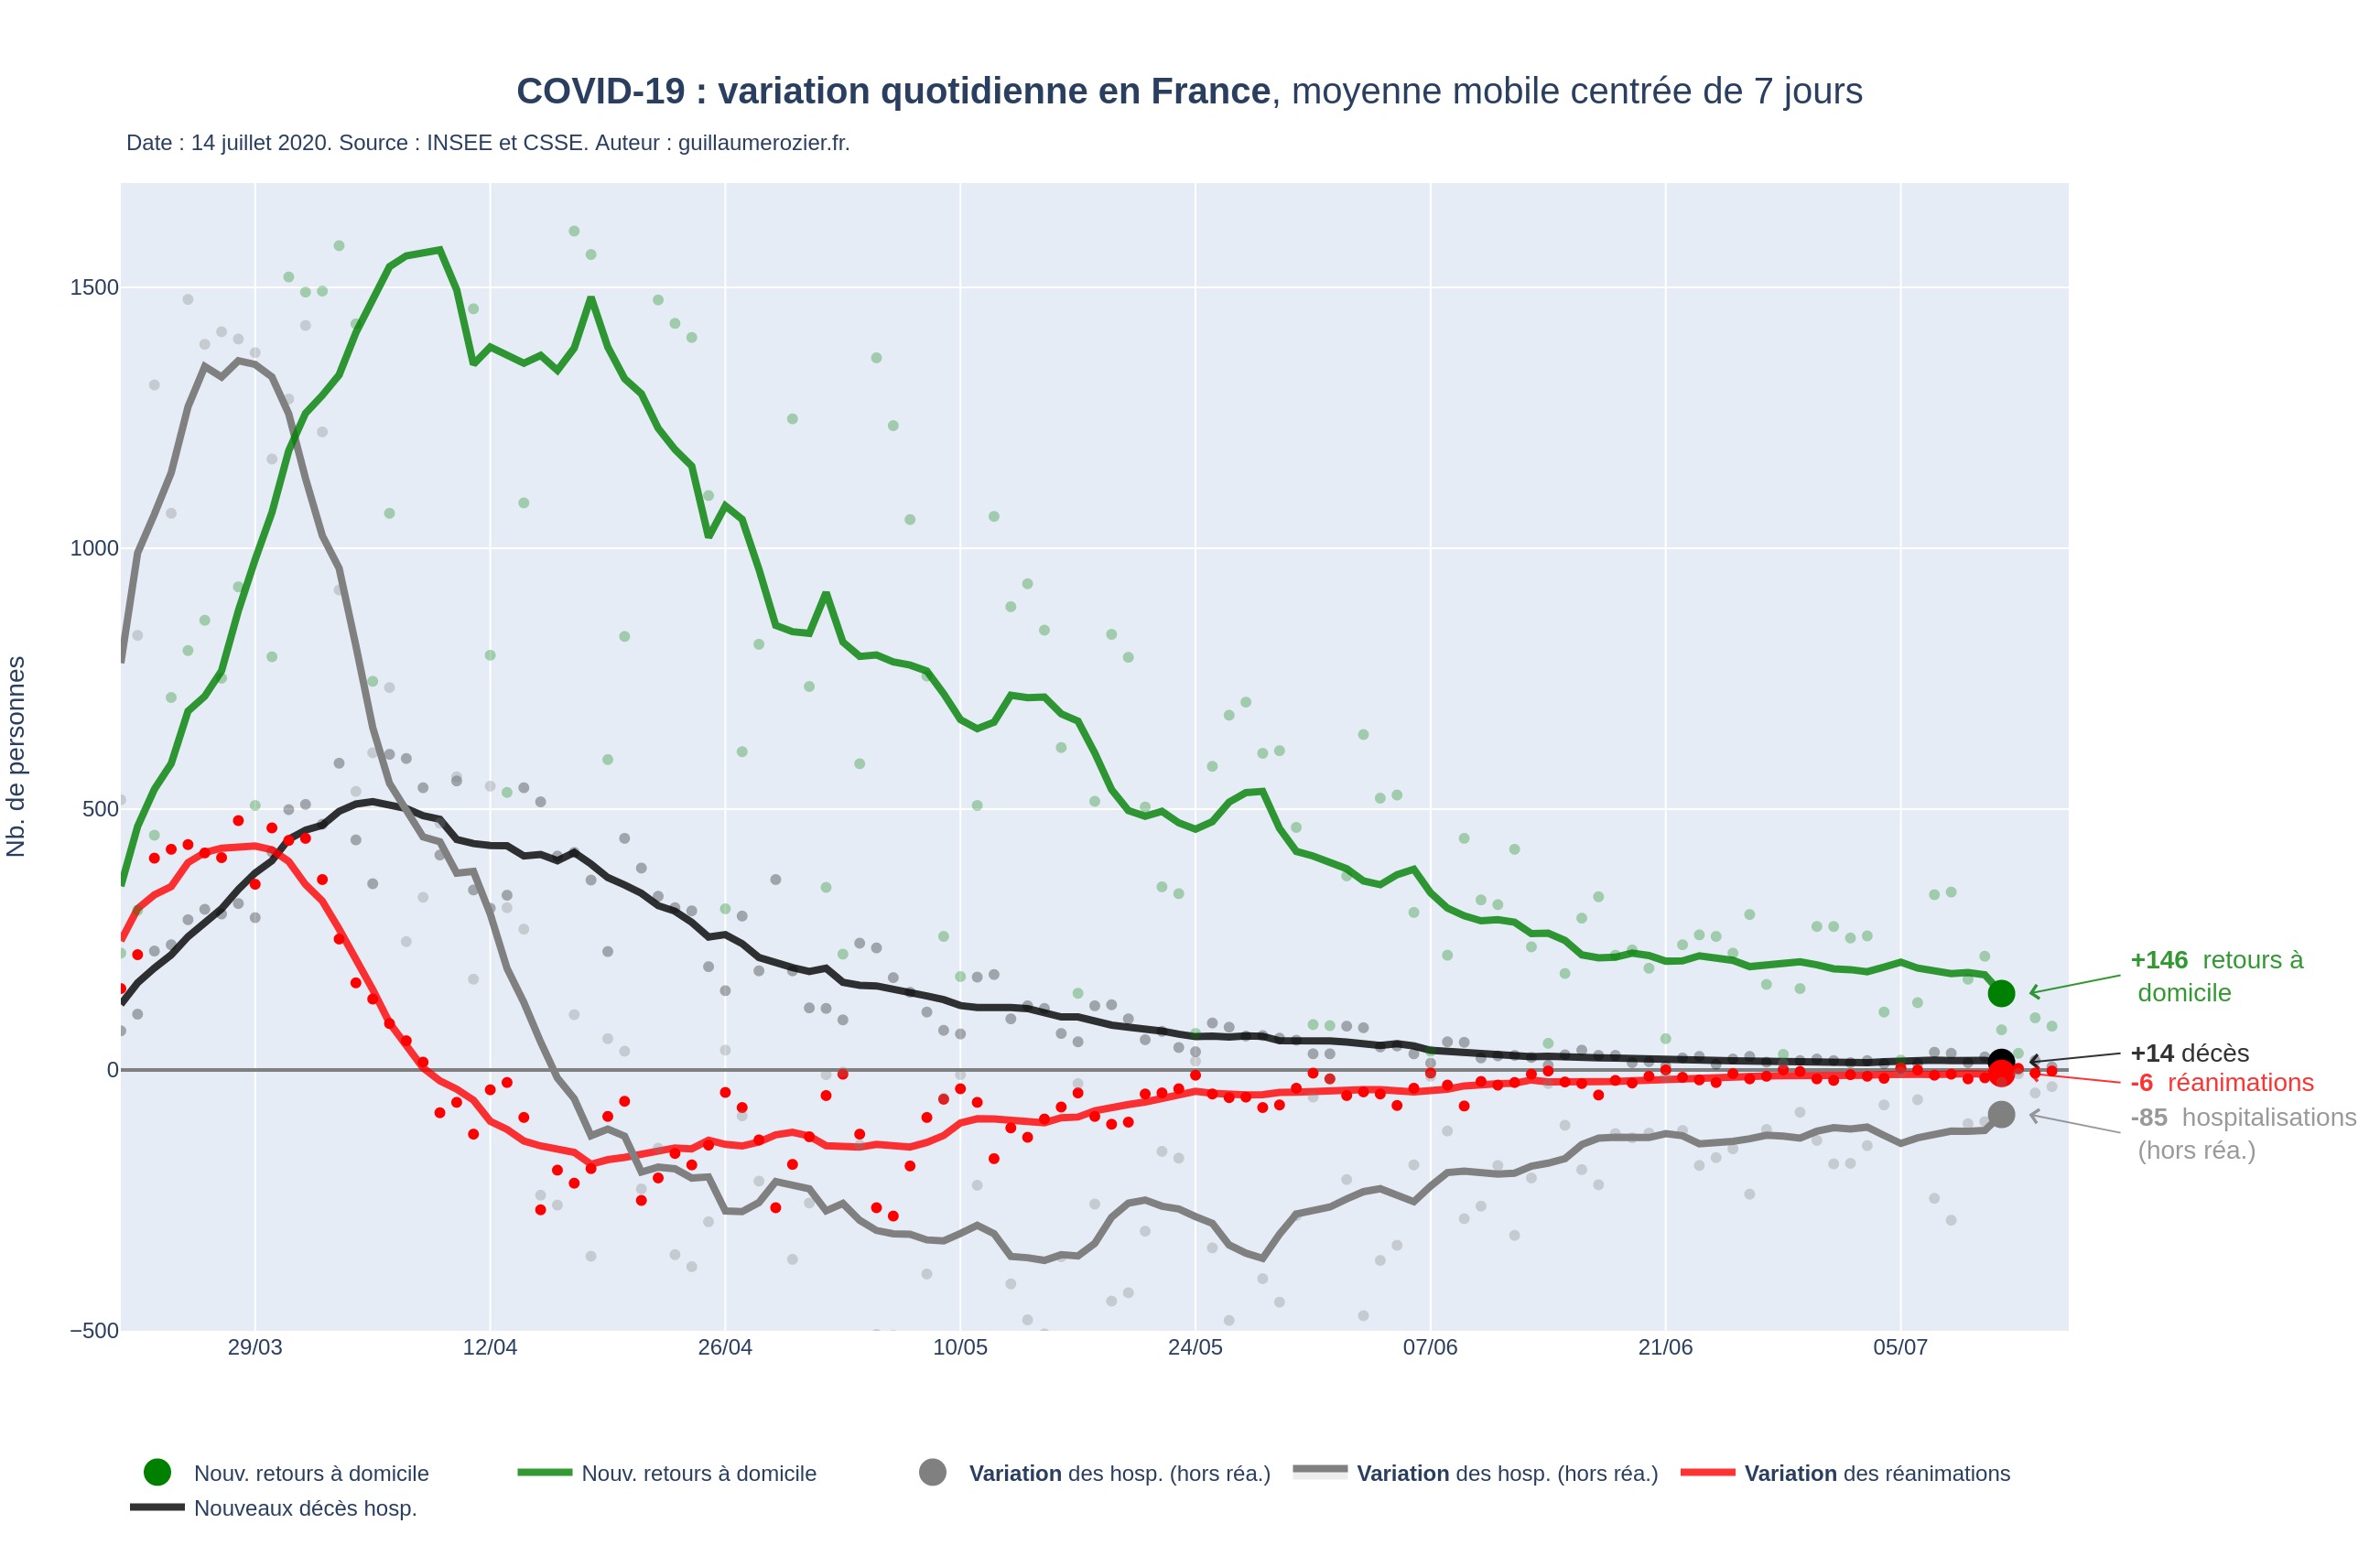 COVID-19 : variation quotidienne en France, moyenne mobile centrée de 7 jours
Date : 14 juillet 2020. Source : INSEE et CSSE. Auteur : guillaumerozier.fr.
Nb. de personnes
1500
1000
500
0
−500
29/03
12/04
26/04
10/05
24/05
07/06
21/06
05/07
+146 retours à
domicile
+14 décès
-6 réanimations
-85 hospitalisations
(hors réa.)
Nouv. retours à domicile
Nouv. retours à domicile
Variation des hosp. (hors réa.)
Variation des hosp. (hors réa.)
Variation des réanimations
Nouveaux décès hosp.